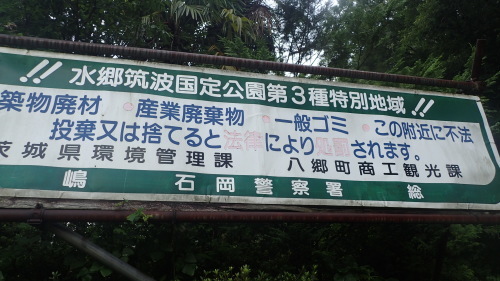 !! 水郷筑波国定公園第3種特別地域 !!
築物廃材 産業廃棄物 一般ゴミ この附近に不法
投棄又は捨てると法律により処罰されます。
茨城県環境管理課 八郷町商工観光課
嶋 石岡警察署 総